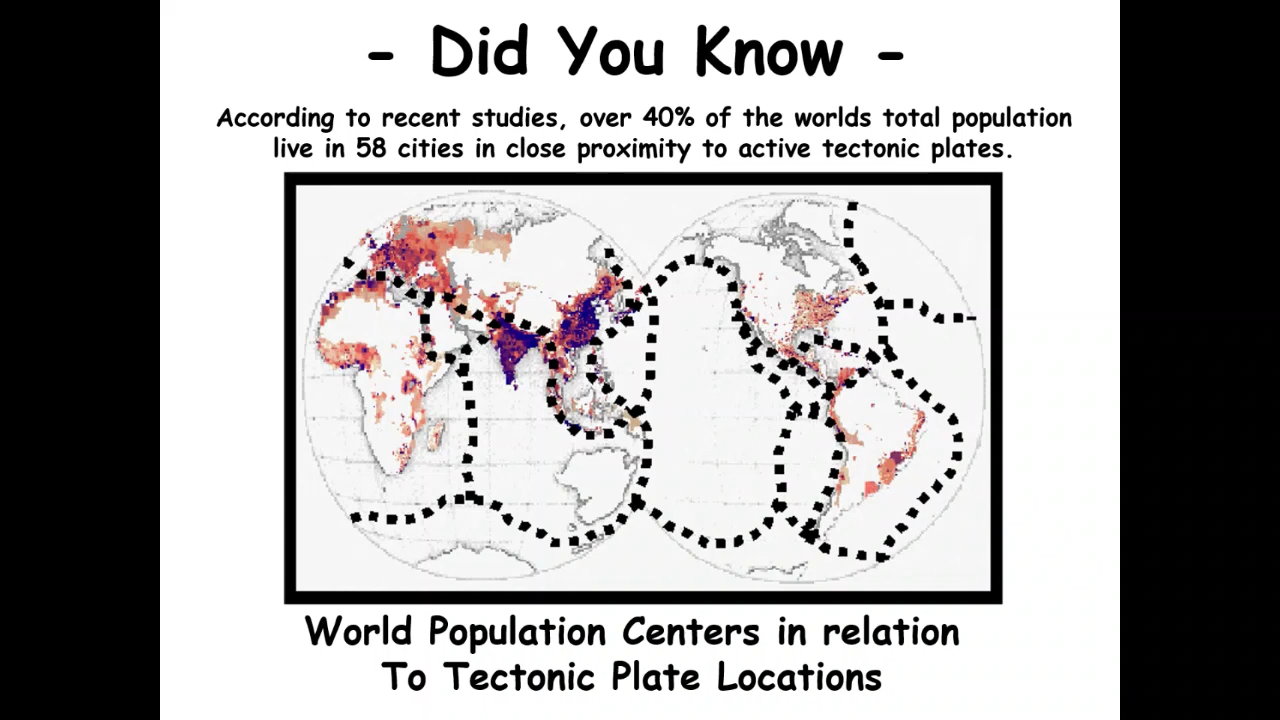 - Did You Know -
According to recent studies, over 40% of the worlds total population
live in 58 cities in close proximity to active tectonic plates.
World Population Centers in relation
To Tectonic Plate Locations